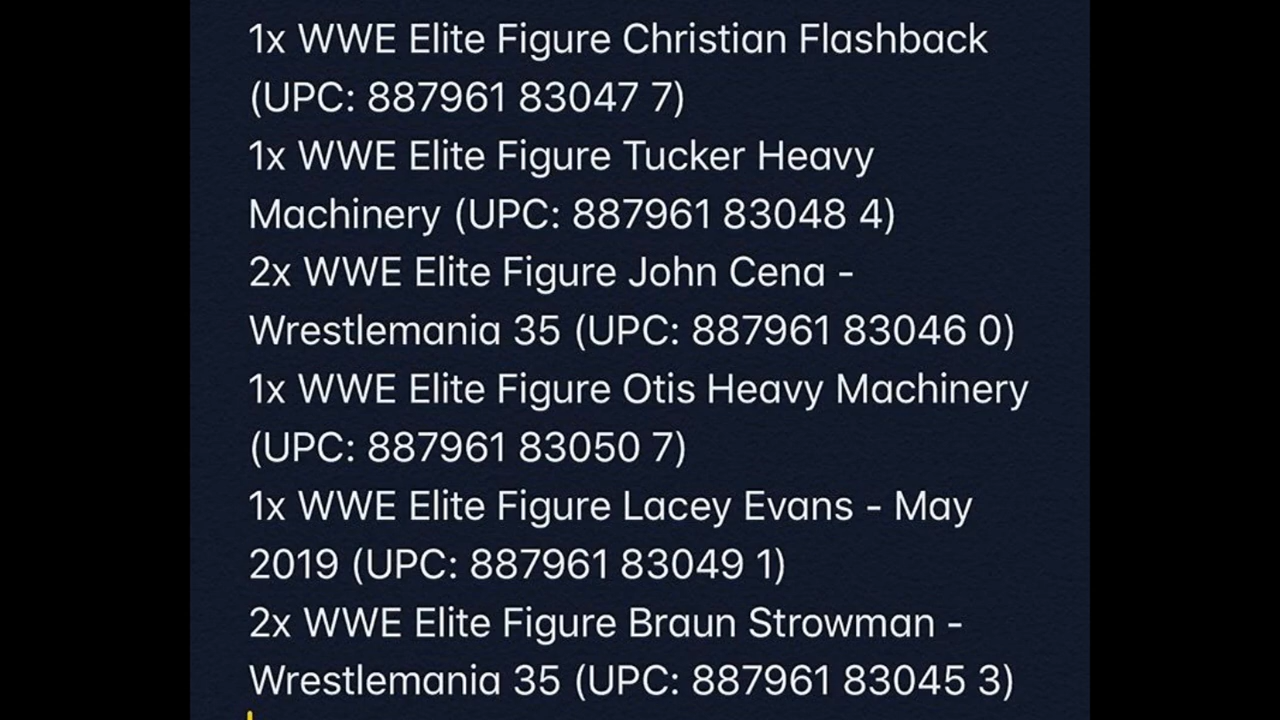 1x WWE Elite Figure Christian Flashback
(UPC: 887961 83047 7)
1x WWE Elite Figure Tucker Heavy
Machinery (UPC: 887961 83048 4)
2x WWE Elite Figure John Cena -
Wrestlemania 35 (UPC: 887961 83046 0)
1x WWE Elite Figure Otis Heavy Machinery
(UPC: 887961 83050 7)
1x WWE Elite Figure Lacey Evans - May
2019 (UPC: 887961 83049 1)
2x WWE Elite Figure Braun Strowman -
Wrestlemania 35 (UPC: 887961 83045 3)